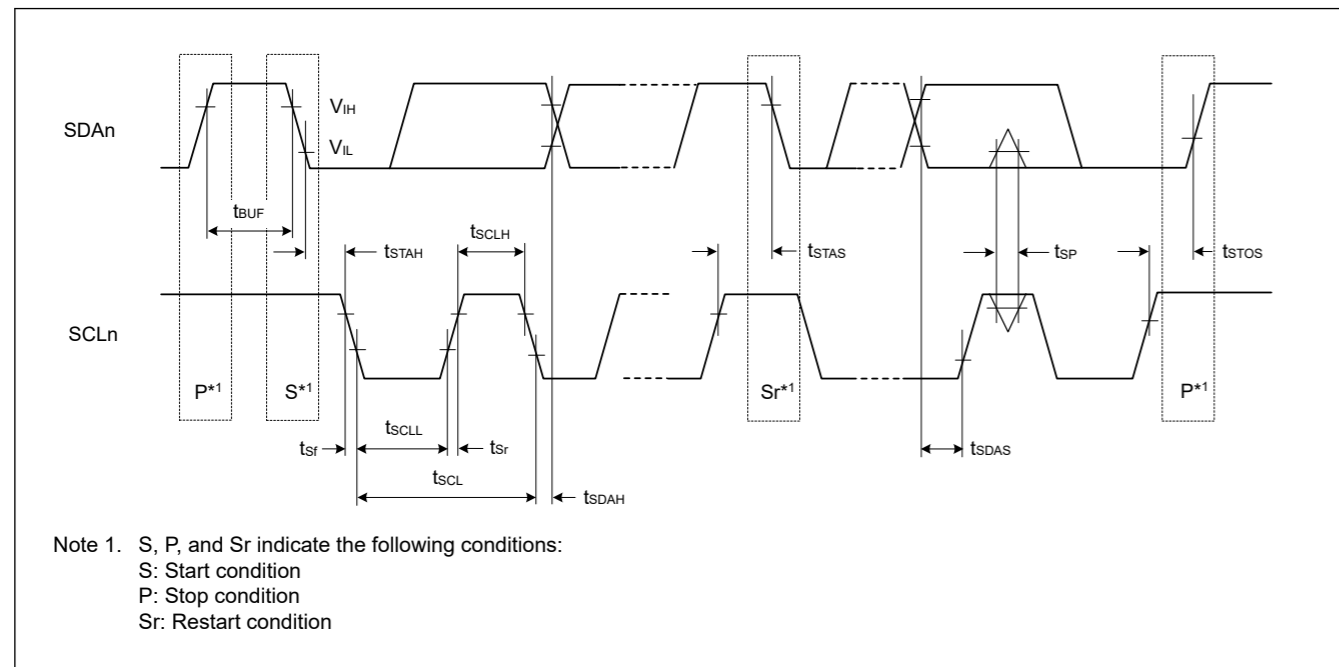 SDAn
VIH
VIL
tBUF
tSTAH
tSCLH
tSTAS
tSP
tSTOS
SCLn
P*1
S*1
Sr*1
P*1
tSf
tSCLL
tSr
tSDAS
tSCL
tSDAH
Note 1. S, P, and Sr indicate the following conditions:
S: Start condition
P: Stop condition
Sr: Restart condition